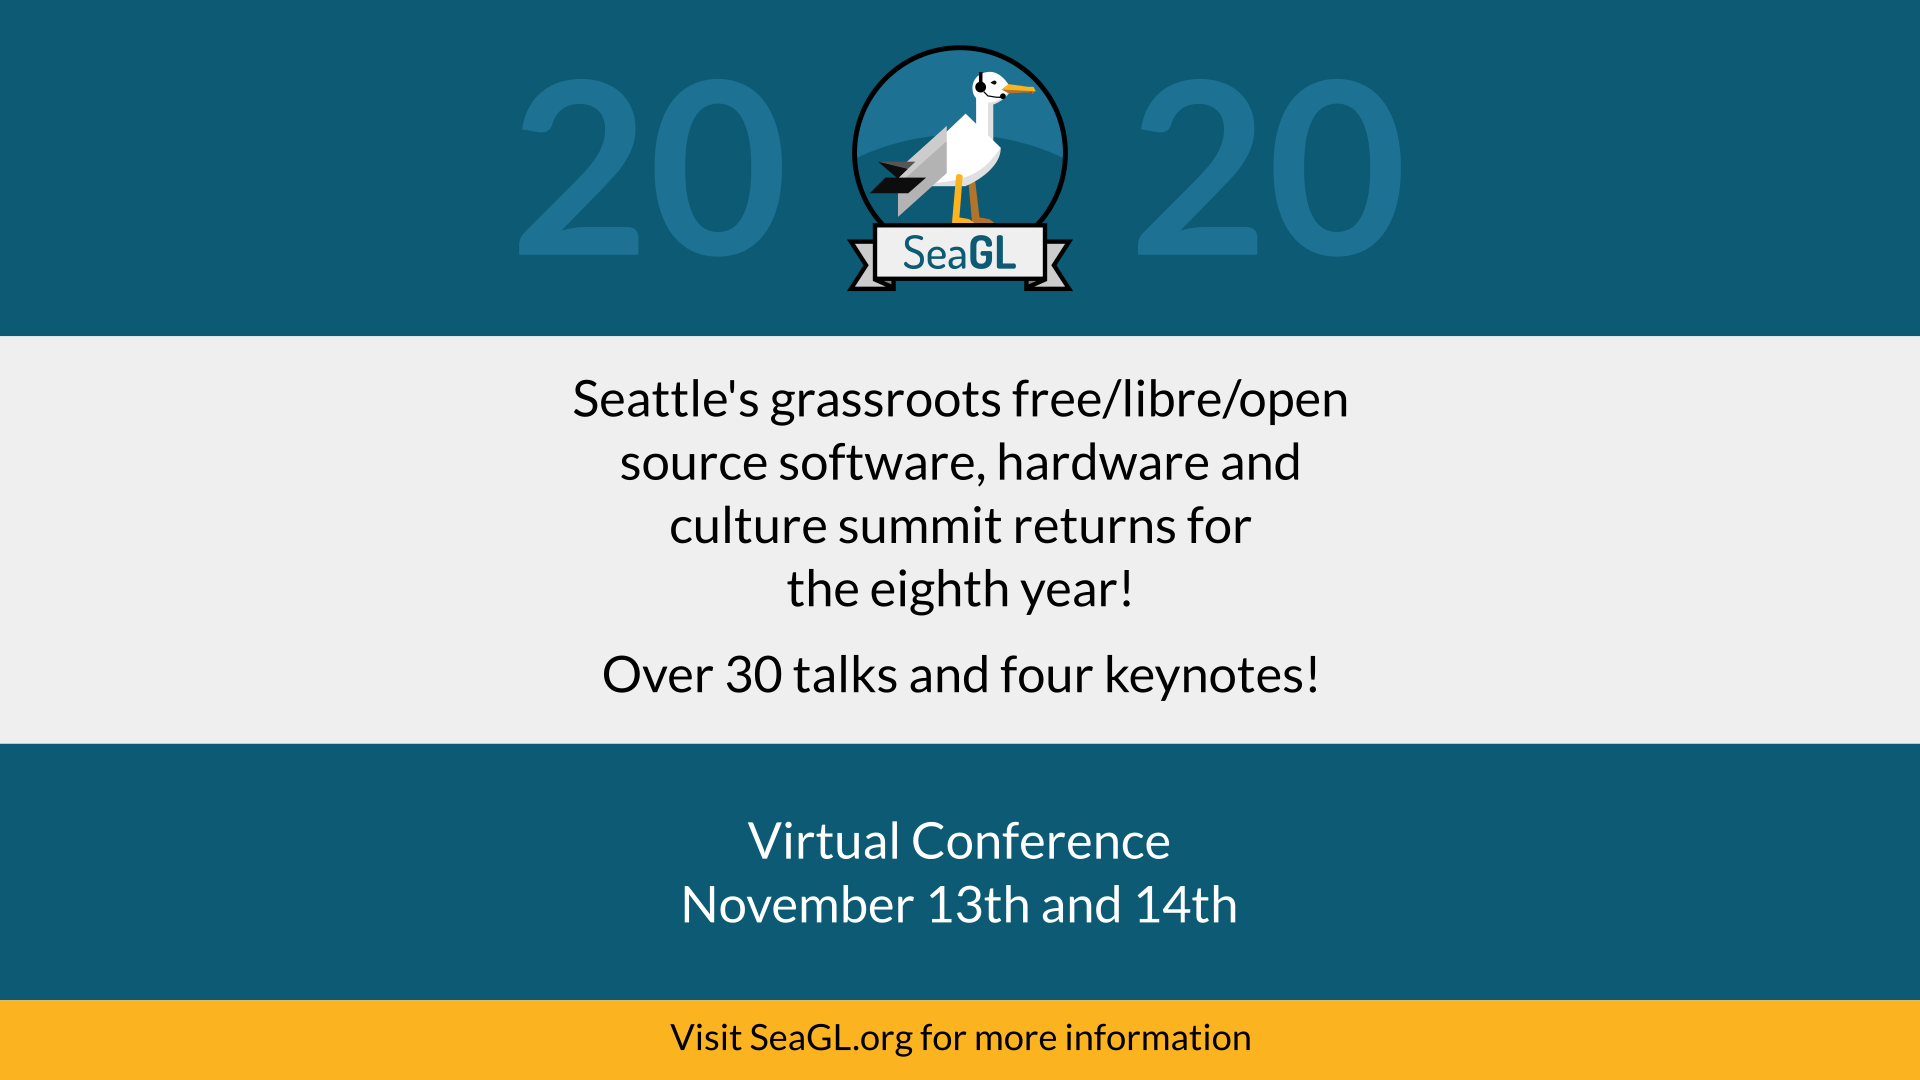 20 20
SeaGL
Seattle's grassroots free/libre/open
source software, hardware and
culture summit returns for
the eighth year!
Over 30 talks and four keynotes!
Virtual Conference
November 13th and 14th
Visit SeaGL.org for more information